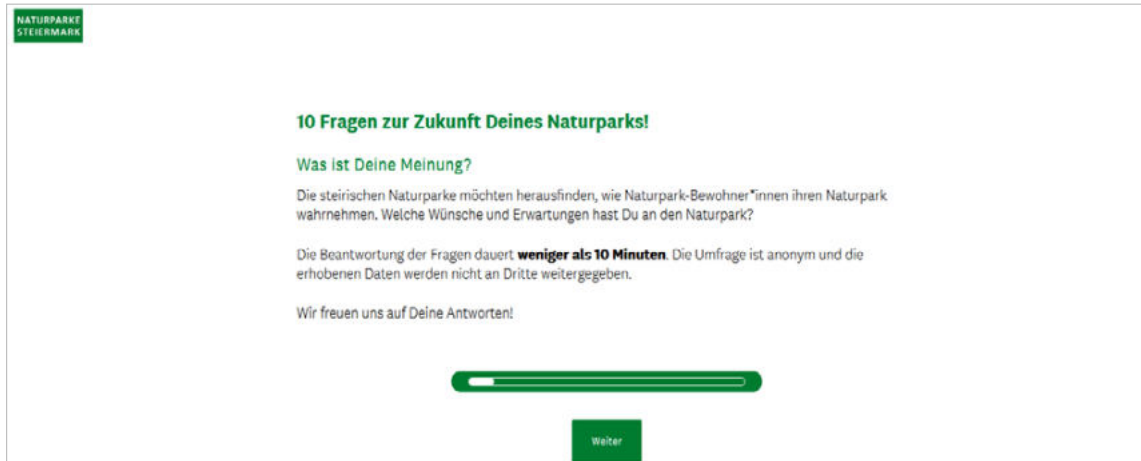 NATURPARKE
STEIERMARK
10 Fragen zur Zukunft Deines Naturparks!
Was ist Deine Meinung?
Die steirischen Naturparke möchten herausfinden, wie Naturpark-Bewohner*innen ihren Naturpark
wahrnehmen. Welche Wünsche und Erwartungen hast Du an den Naturpark?
Die Beantwortung der Fragen dauert weniger als 10 Minuten. Die Umfrage ist anonym und die
erhobenen Daten werden nicht an Dritte weitergegeben.
Wir freuen uns auf Deine Antworten!
Weiter